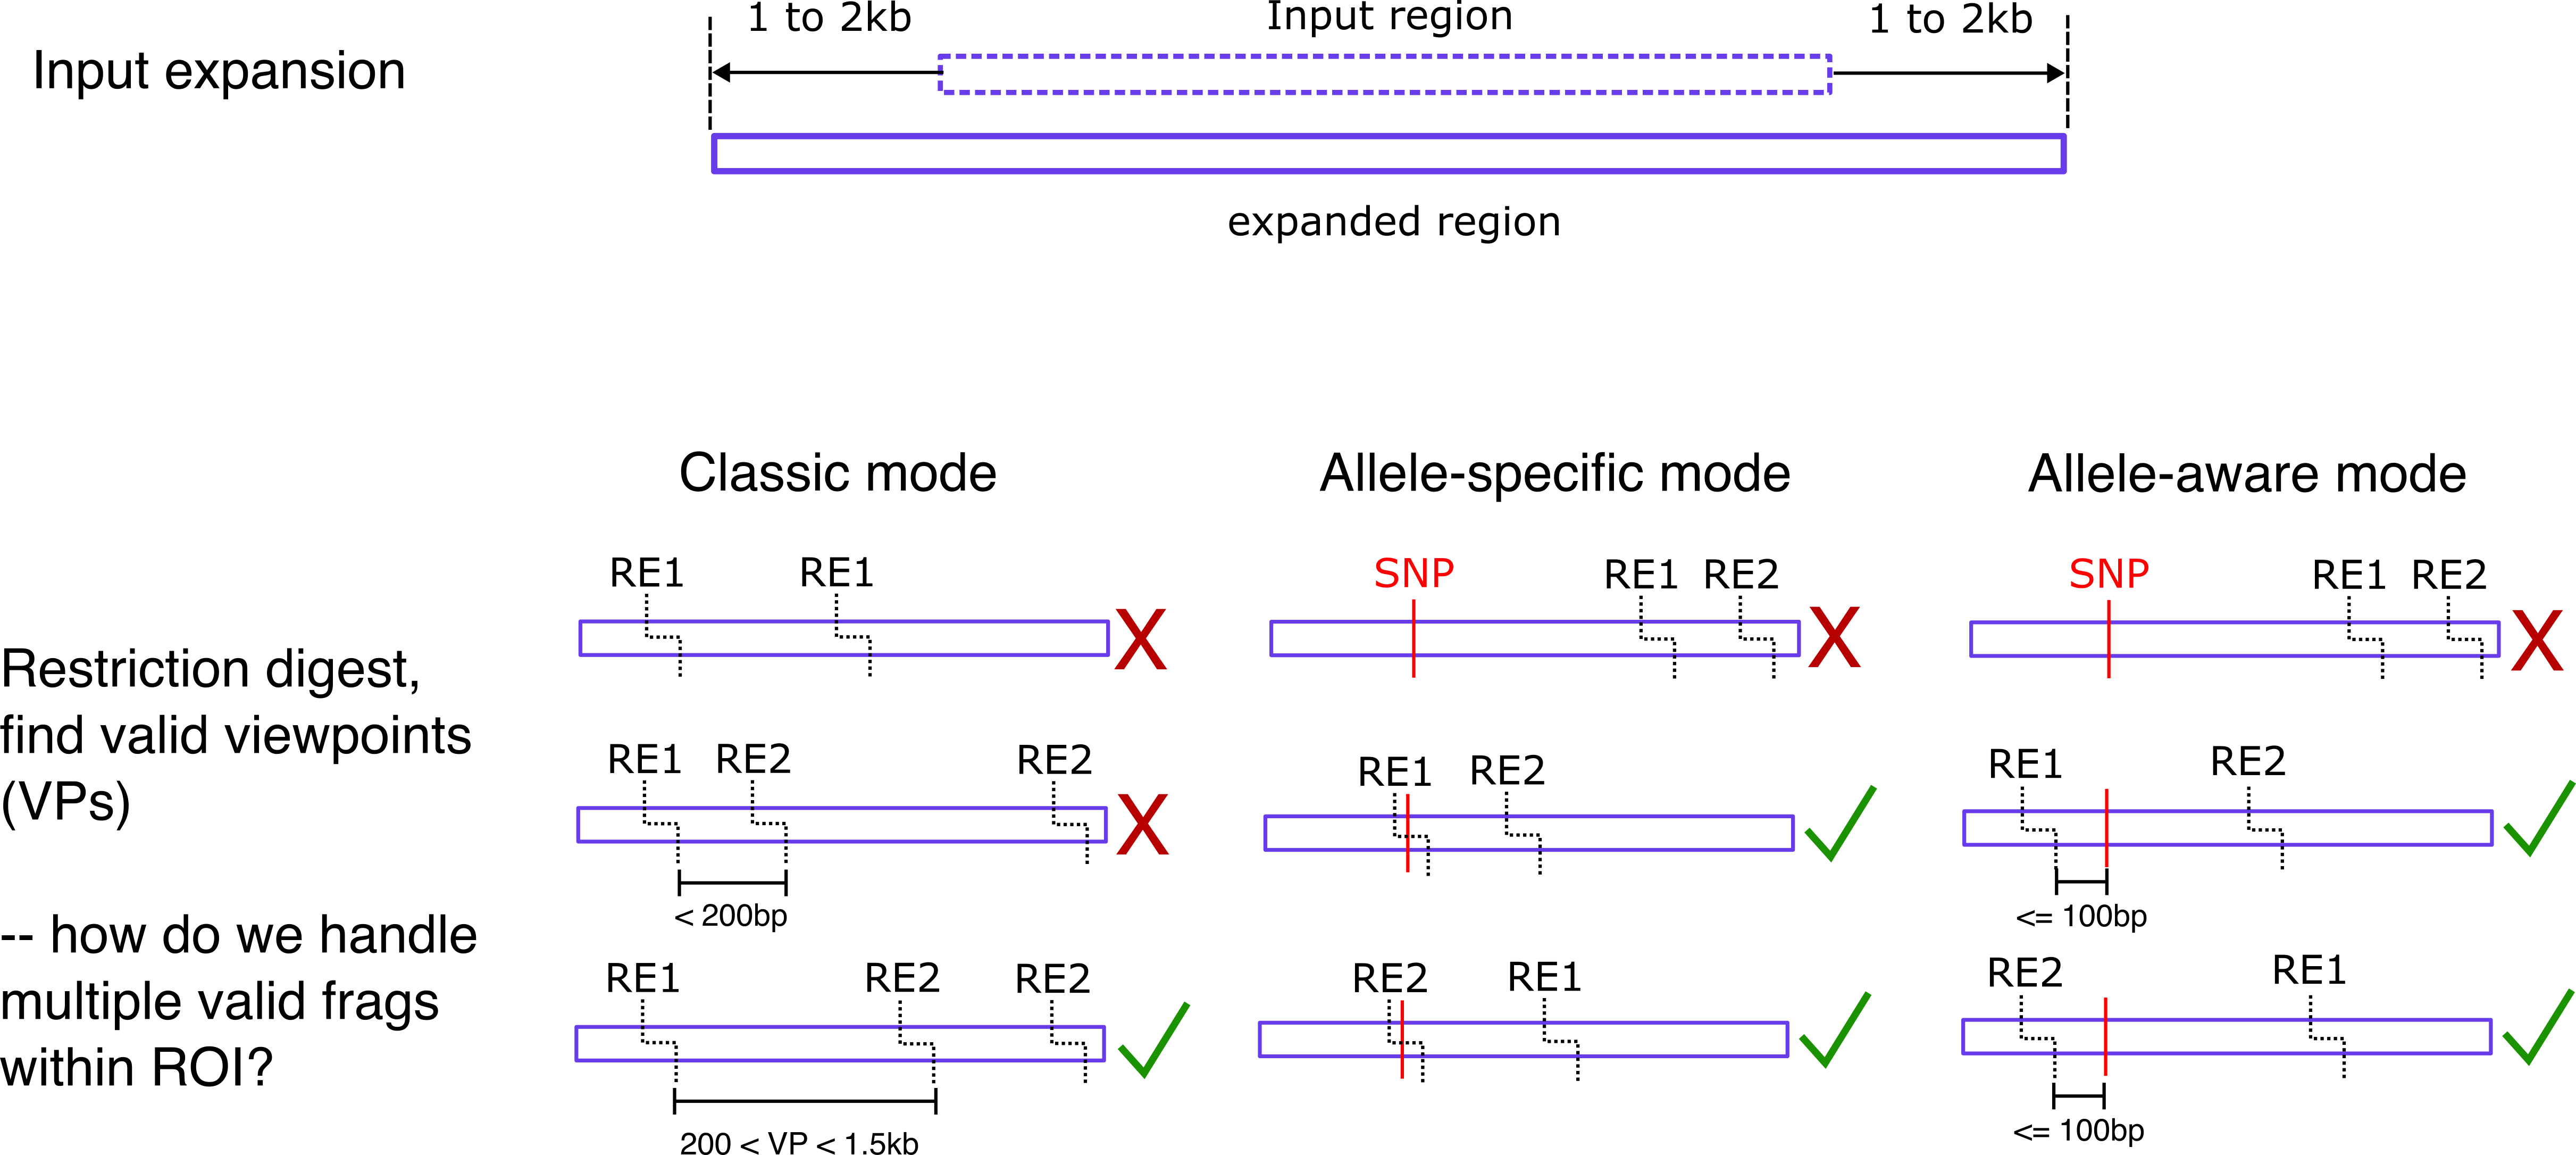 Input expansion
1 to 2kb
Input region
1 to 2kb
expanded region
Classic mode
Allele-specific mode
Allele-aware mode
Restriction digest,
find valid viewpoints
(VPs)
-- how do we handle
multiple valid frags
within ROI?
RE1 RE1
X
RE1 RE2 RE2
X
< 200bp
RE1 RE2 RE2
200 < VP < 1.5kb
SNP RE1 RE2
X
RE1 RE2
RE2 RE1
SNP RE1 RE2
X
RE1 RE2
<= 100bp
RE2 RE1
<= 100bp